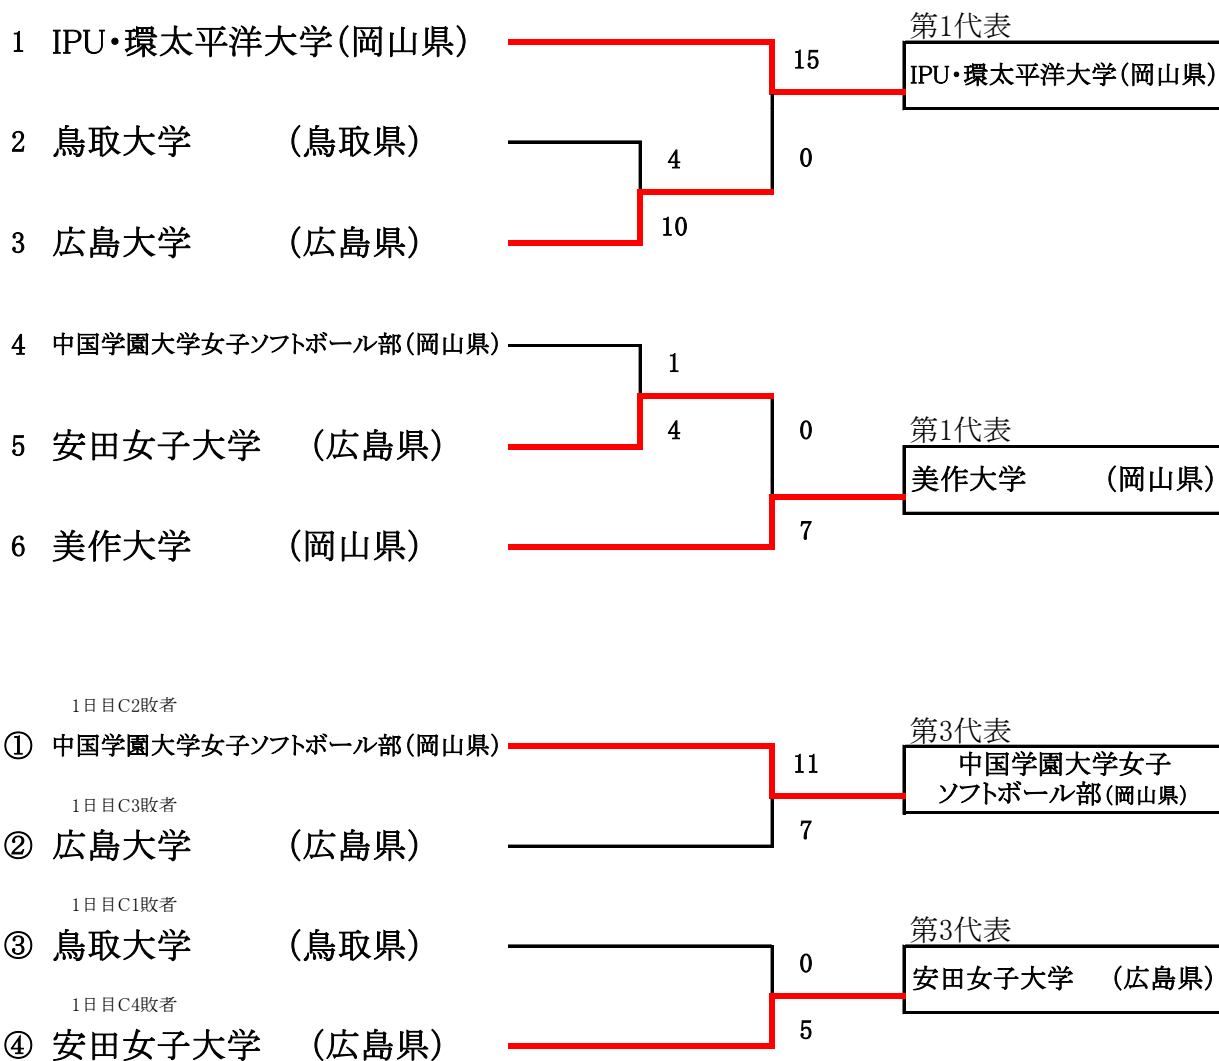 第1代表
1 IPU・環太平洋大学(岡山県)
15
IPU・環太平洋大学(岡山県)
2 鳥取大学 (鳥取県)
4
0
10
3 広島大学 (広島県)
4 中国学園大学女子ソフトボール部(岡山県)
1
4
0
第1代表
5 安田女子大学 (広島県)
美作大学 (岡山県)
7
6 美作大学 (岡山県)
1日目C2敗者
第3代表
① 中国学園大学女子ソフトボール部(岡山県)
11
中国学園大学女子
ソフトボール部(岡山県)
1日目C3敗者
7
② 広島大学 (広島県)
1日目C1敗者
第3代表
③ 鳥取大学 (鳥取県)
0
安田女子大学 (広島県)
1日目C4敗者
5
④ 安田女子大学 (広島県)